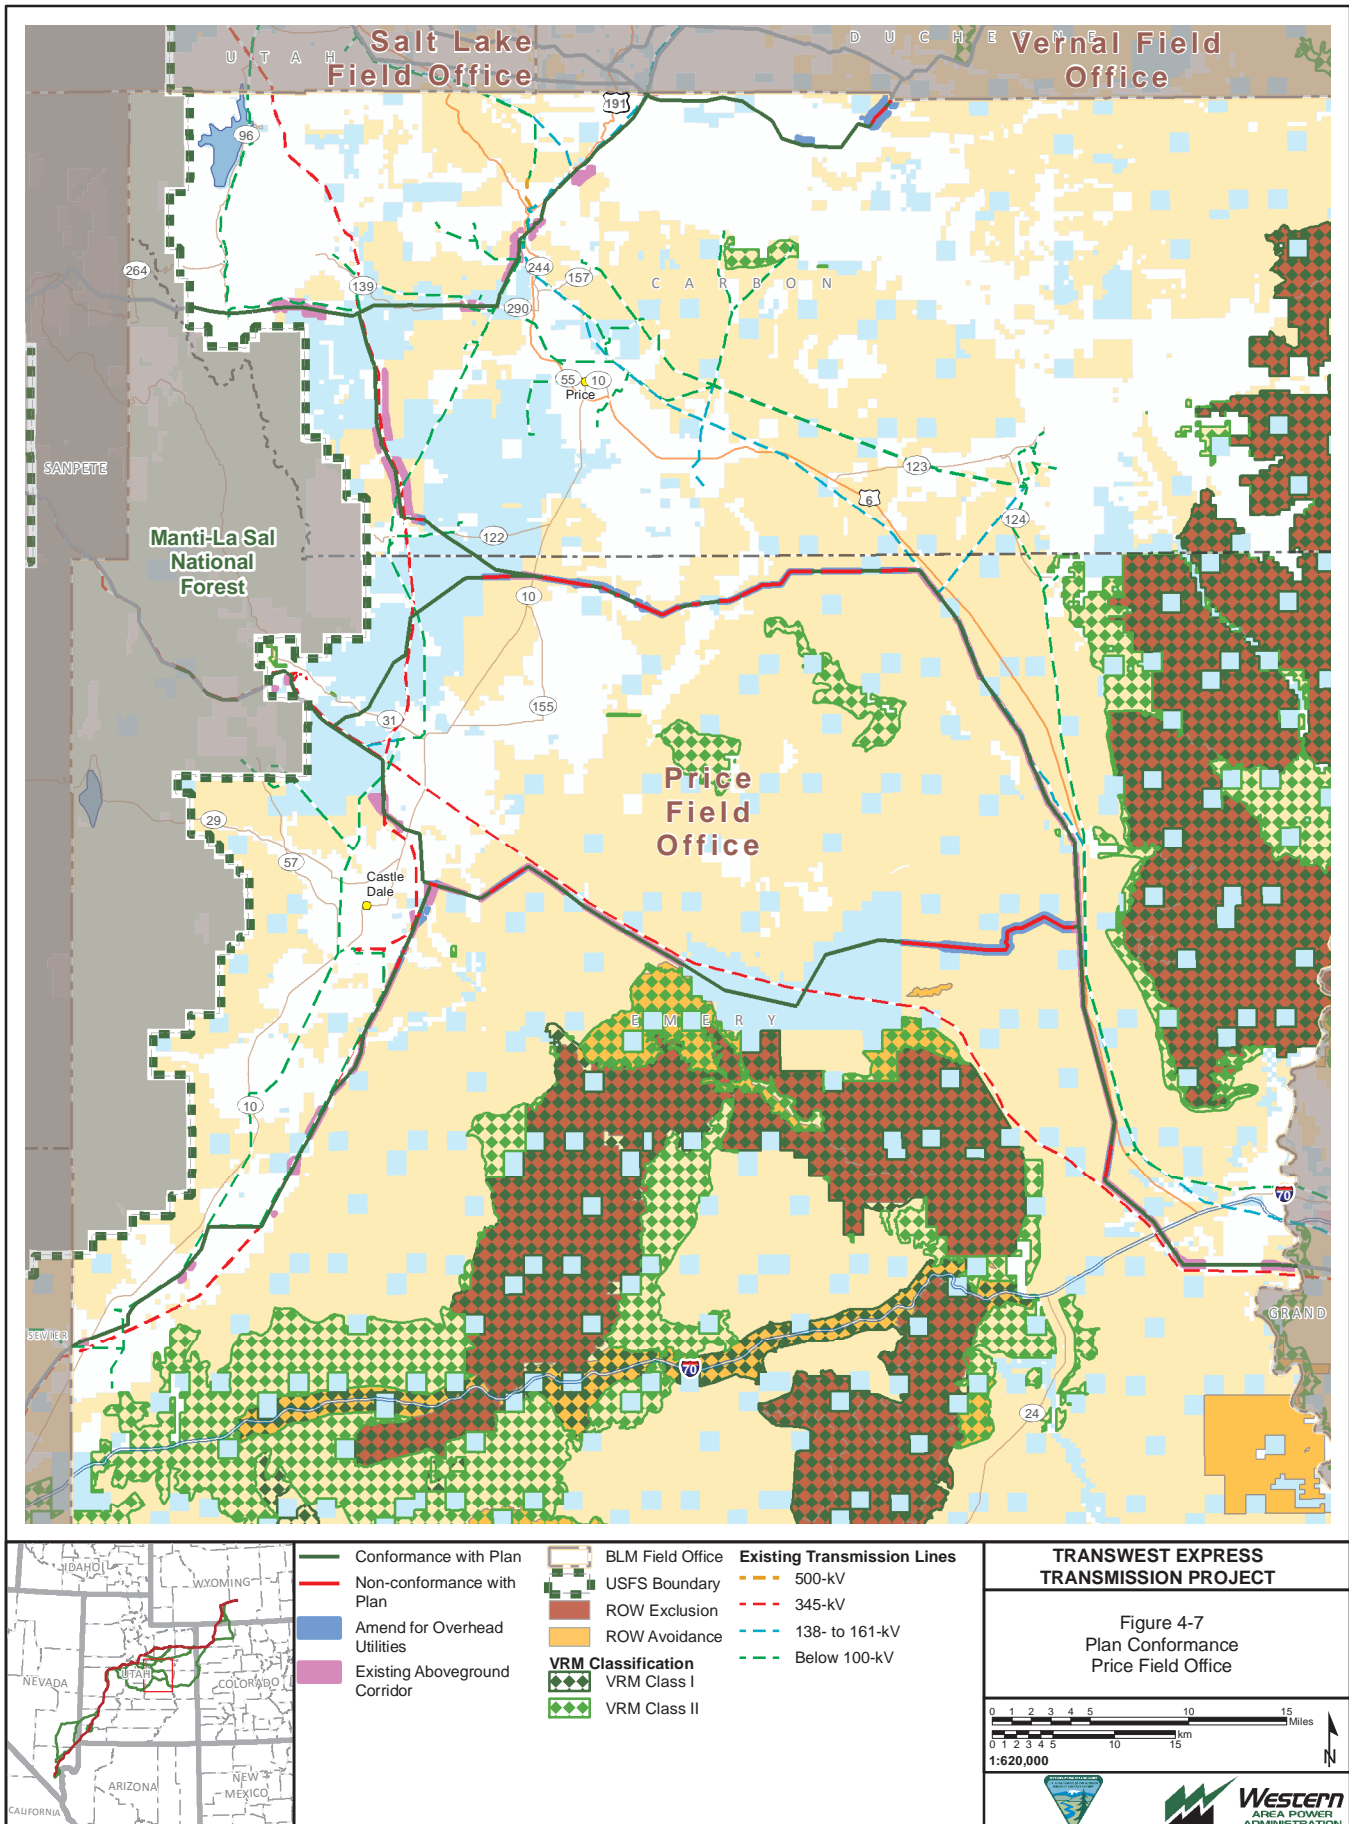 Salt Lake
Field Office
Vernal Field
Office
U T A H
D U C H E S N E
191
96
264
139
244
157
290
C A R B O N
55
10
Price
SANPETE
Manti-La Sal
National
Forest
123
6
124
122
10
155
31
Price
Field
Office
29
57
Castle
Dale
E M E R Y
10
70
GRAND
SEVIER
70
24
IDAHO
WYOMING
NEVADA
UTAH
COLORADO
ARIZONA
NEW
MEXICO
CALIFORNIA
Conformance with Plan
Non-conformance with
Plan
Amend for Overhead
Utilities
Existing Aboveground
Corridor
BLM Field Office
USFS Boundary
ROW Exclusion
ROW Avoidance
VRM Classification
VRM Class I
VRM Class II
Existing Transmission Lines
500-kV
345-kV
138- to 161-kV
Below 100-kV
TRANSWEST EXPRESS
TRANSMISSION PROJECT
Figure 4-7
Plan Conformance
Price Field Office
0 1 2 3 4 5 10 15
Miles
km
0 1 2 3 4 5 10 15
1:620,000
N
Western
AREA POWER
ADMINISTRATION